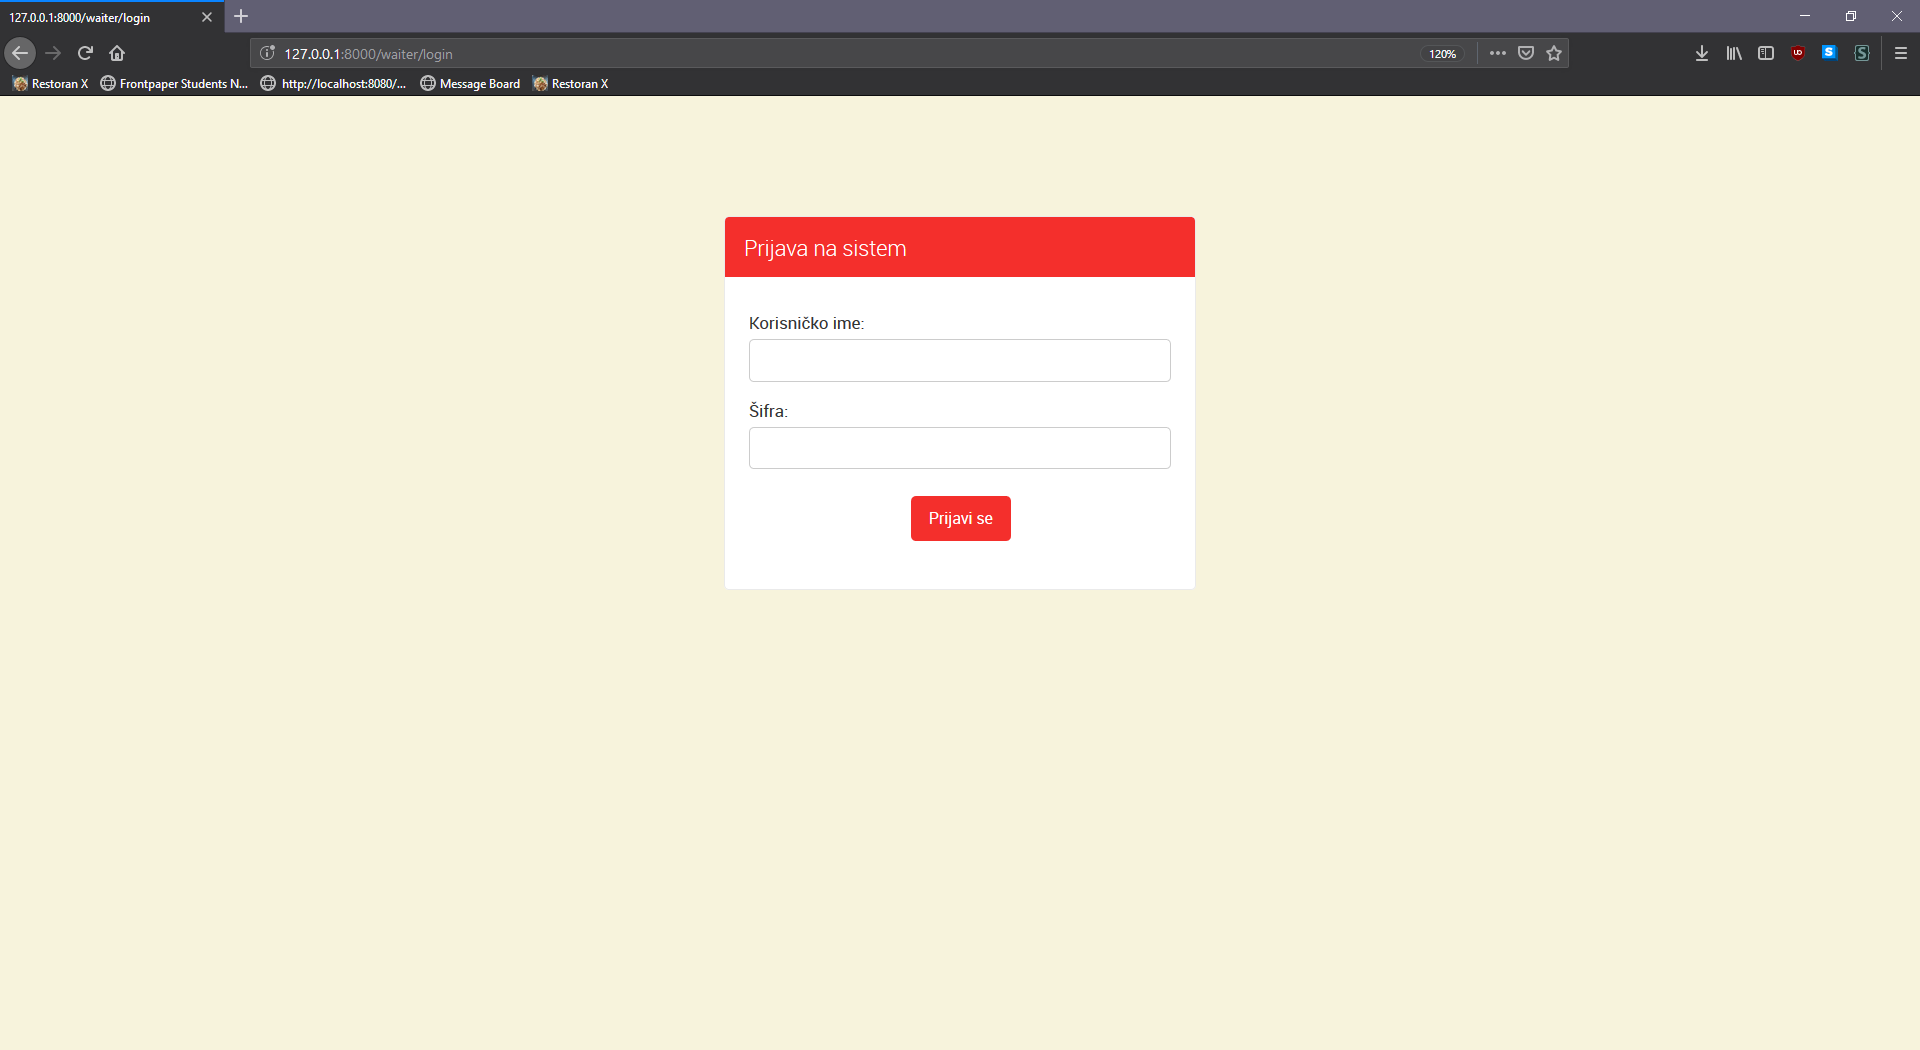 127.0.0.1:8000/waiter/login
127.0.0.1:8000/waiter/login 120%
Restoran X Frontpaper Students N... http://localhost:8080/... Message Board Restoran X
Prijava na sistem
Korisničko ime:
Šifra:
Prijavi se